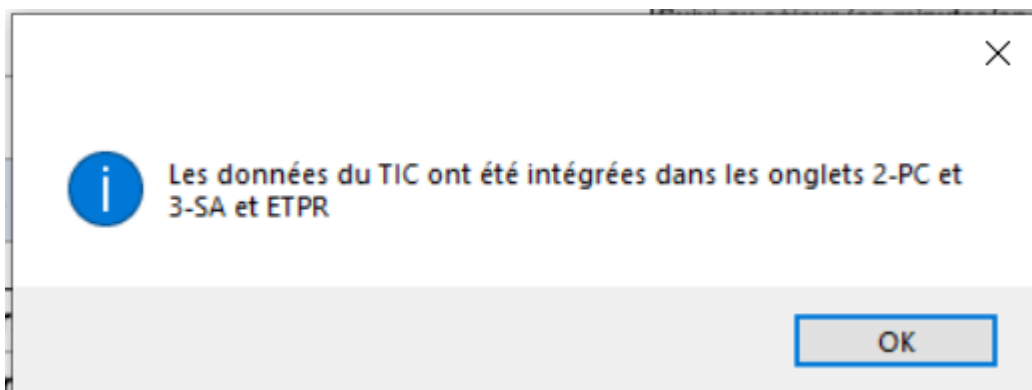 Les données du TIC ont été intégrées dans les onglets 2-PC et
3-SA et ETPR
OK